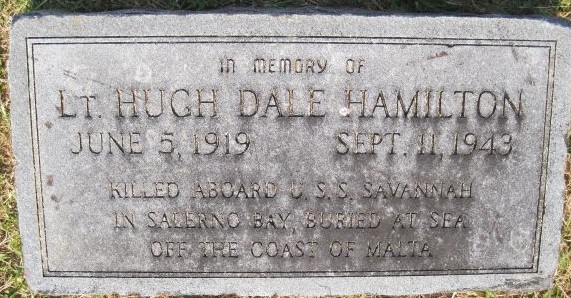 IN MEMORY OF
LT. HUGH DALE HAMILTON
JUNE 5, 1919 SEPT. 11, 1943
KILLED ABOARD U.S.S. SAVANNAH
IN SALERNO BAY, BURIED AT SEA
OFF THE COAST OF MALTA